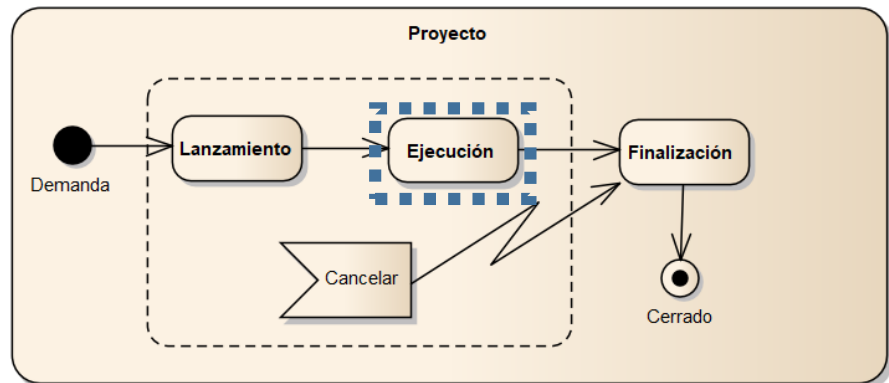 Proyecto
Lanzamiento
Ejecución
Finalización
Demanda
Cancelar
Cerrado